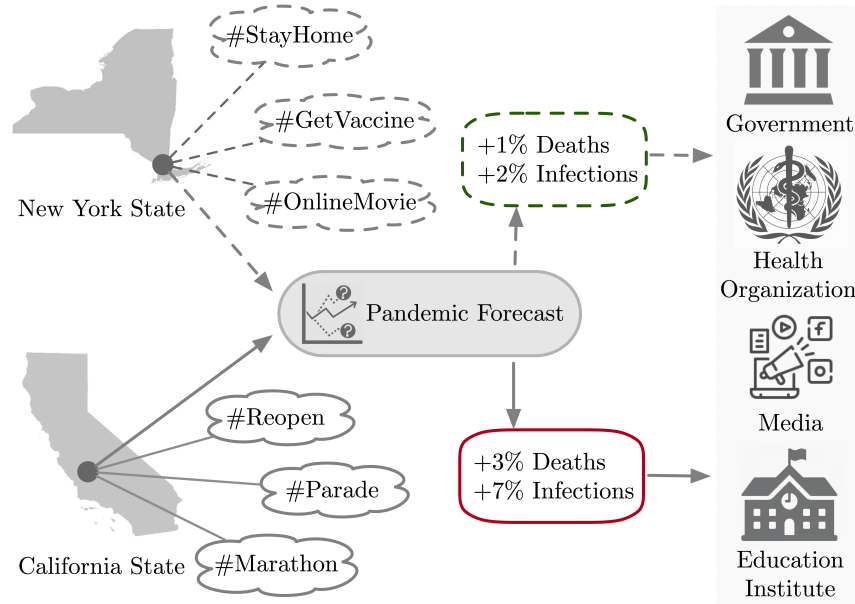 #StayHome
#GetVaccine
#OnlineMovie
New York State
+1% Deaths
+2% Infections
Government
Health
Organization
Pandemic Forecast
? 
?
#Reopen
#Parade
#Marathon
California State
+3% Deaths
+7% Infections
Media
Education
Institute